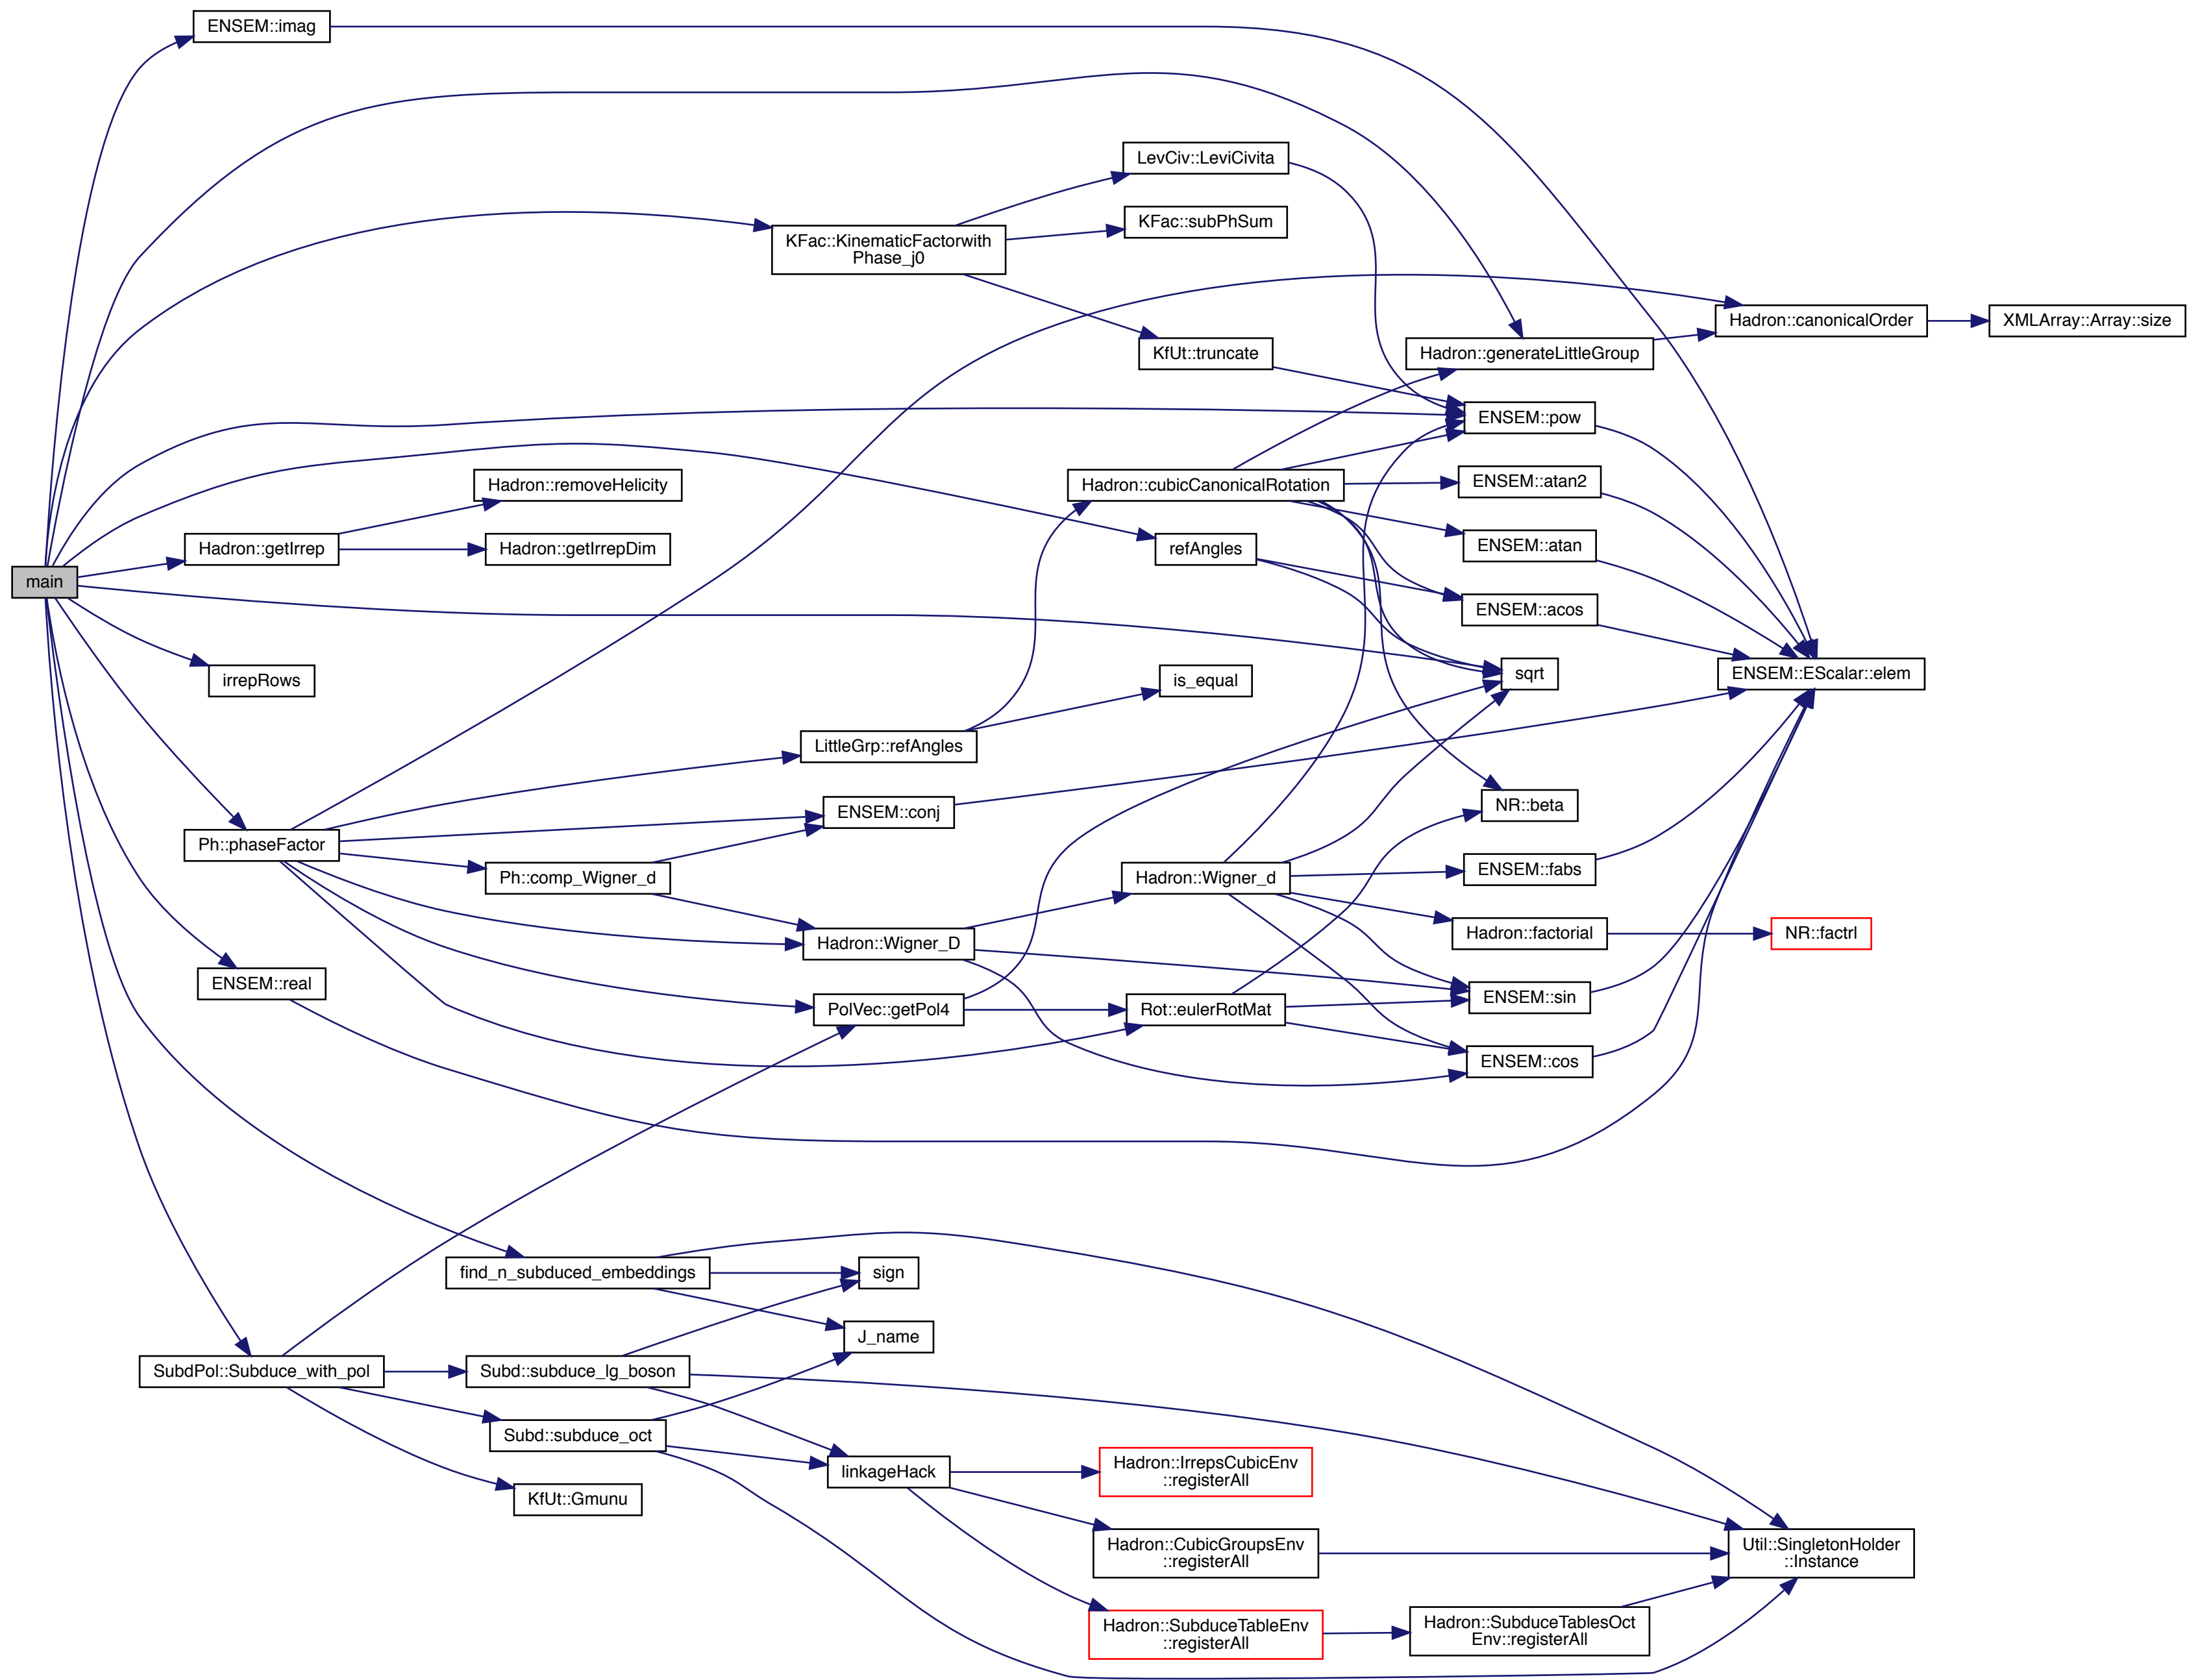 ENSEM::imag
LevCiv::LeviCivita
KFac::subPhSum
KFac::KinematicFactorwith
Phase_j0
Hadron::canonicalOrder
XMLArray::Array::size
KfUt::truncate
Hadron::generateLittleGroup
ENSEM::pow
Hadron::removeHelicity
Hadron::cubicCanonicalRotation
ENSEM::atan2
Hadron::getIrrep
Hadron::getIrrepDim
refAngles
ENSEM::atan
main
ENSEM::acos
irrepRows
is_equal
sqrt
ENSEM::EScalar::elem
LittleGrp::refAngles
ENSEM::conj
NR::beta
Ph::phaseFactor
Ph::comp_Wigner_d
Hadron::Wigner_d
ENSEM::fabs
Hadron::Wigner_D
Hadron::factorial
NR::factrl
ENSEM::real
PolVec::getPol4
Rot::eulerRotMat
ENSEM::sin
ENSEM::cos
find_n_subduced_embeddings
sign
J_name
SubdPol::Subduce_with_pol
Subd::subduce_lg_boson
Subd::subduce_oct
linkageHack
Hadron::IrrepsCubicEnv
::registerAll
KfUt::Gmunu
Hadron::CubicGroupsEnv
::registerAll
Util::SingletonHolder
::Instance
Hadron::SubduceTableEnv
::registerAll
Hadron::SubduceTablesOct
Env::registerAll